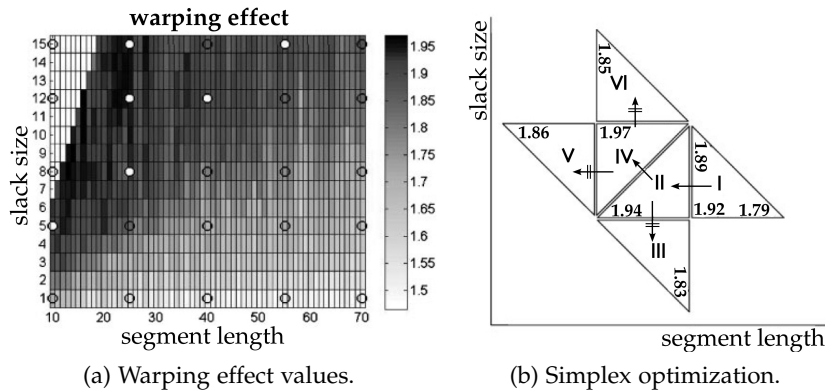 warping effect
slack size
15
14
13
12
11
10
9
8
7
6
5
4
3
2
1
10 20 30 40 50 60 70
segment length
1.95
1.9
1.85
1.8
1.75
1.7
1.65
1.6
1.55
1.5
(a) Warping effect values.
slack size
1.85
VI
1.86
1.97
V
IV
1.89
II
I
1.94
1.92
1.79
III
1.83
segment length
(b) Simplex optimization.